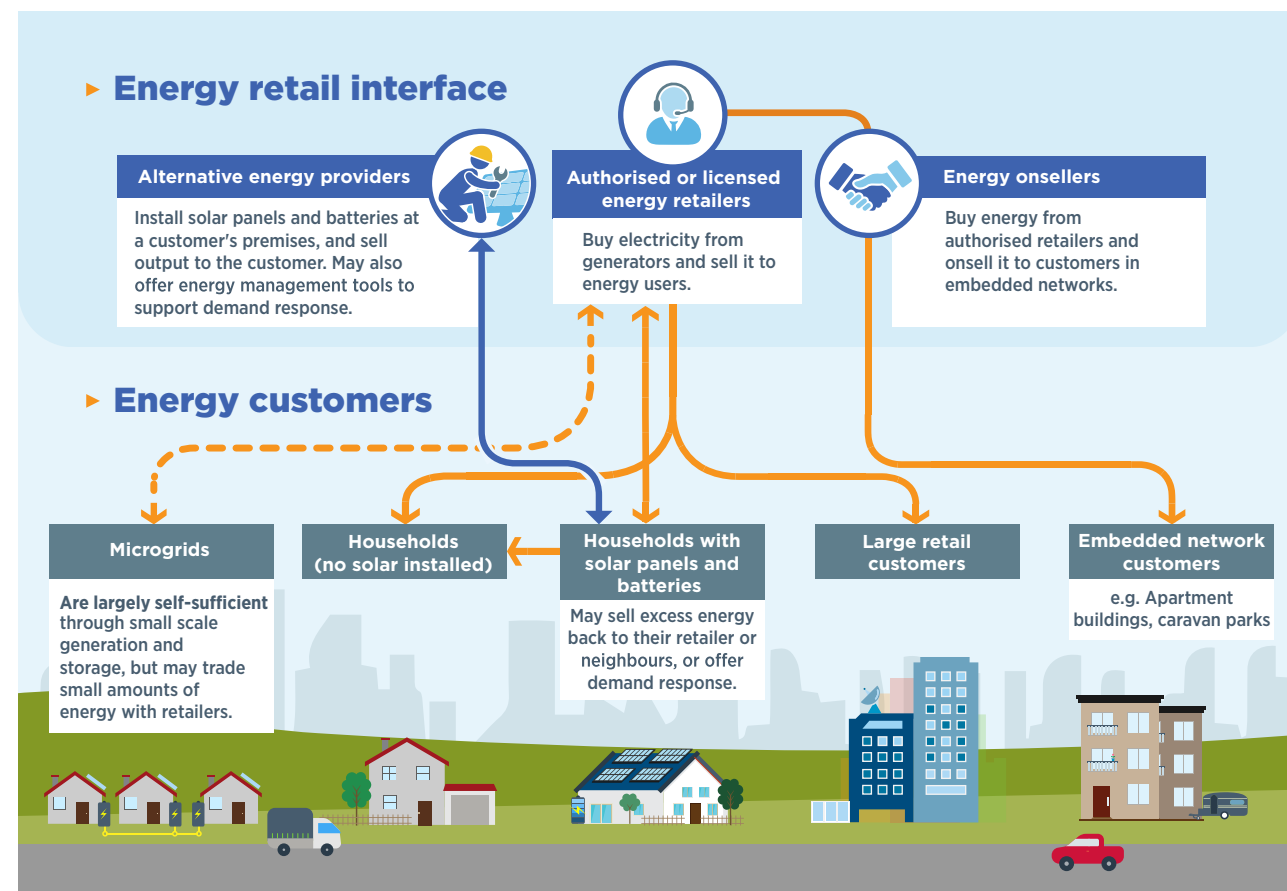 Energy retail interface
Alternative energy providers
Install solar panels and batteries at
a customer's premises, and sell
output to the customer. May also
offer energy management tools to
support demand response.
Authorised or licensed
energy retailers
Buy electricity from
generators and sell it to
energy users.
Energy onsellers
Buy energy from
authorised retailers and
onsell it to customers in
embedded networks.
Energy customers
Microgrids
Are largely self-sufficient
through small scale
generation and
storage, but may trade
small amounts of
energy with retailers.
Households
(no solar installed)
Households with
solar panels and
batteries
May sell excess energy
back to their retailer or
neighbours, or offer
demand response.
Large retail
customers
Embedded network
customers
e.g. Apartment
buildings, caravan parks